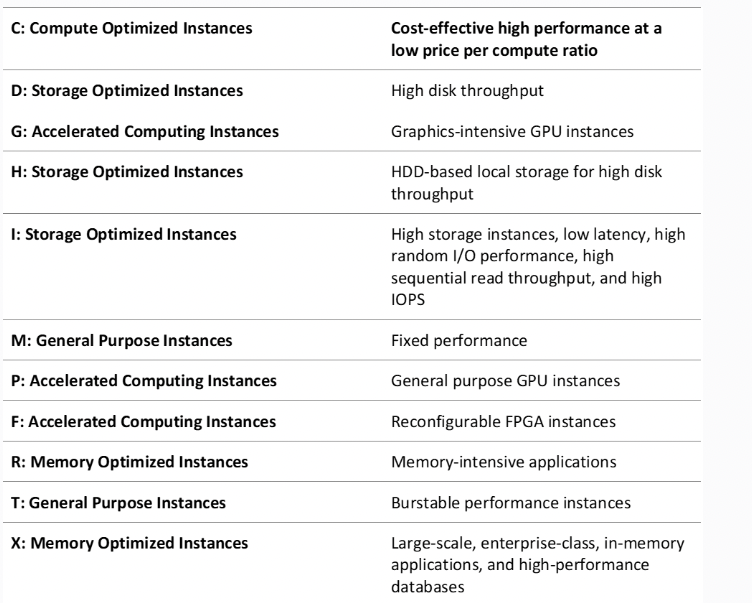 C: Compute Optimized Instances
Cost-effective high performance at a
low price per compute ratio
D: Storage Optimized Instances
High disk throughput
G: Accelerated Computing Instances
Graphics-intensive GPU instances
H: Storage Optimized Instances
HDD-based local storage for high disk
throughput
I: Storage Optimized Instances
High storage instances, low latency, high
random I/O performance, high
sequential read throughput, and high
IOPS
M: General Purpose Instances
Fixed performance
P: Accelerated Computing Instances
General purpose GPU instances
F: Accelerated Computing Instances
Reconfigurable FPGA instances
R: Memory Optimized Instances
Memory-intensive applications
T: General Purpose Instances
Burstable performance instances
X: Memory Optimized Instances
Large-scale, enterprise-class, in-memory
applications, and high-performance
databases